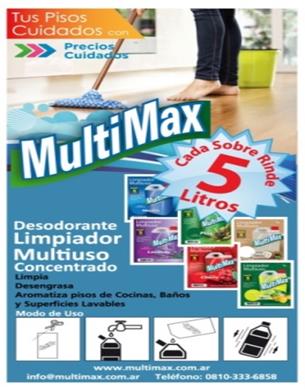 Tus Pisos
Cuidados con
Precios
Cuidados
MultiMax
Cada Sobre Rinde
5
Litros
Desodorante
Limpiador
Multiuso
Concentrado
Limpia
Desengrasa
Aromatiza pisos de Cocinas, Baños
y Superficies Lavables
Modo de Uso
www.multimax.com.ar
info@multimax.com.ar Teléfono: 0810-333-6858